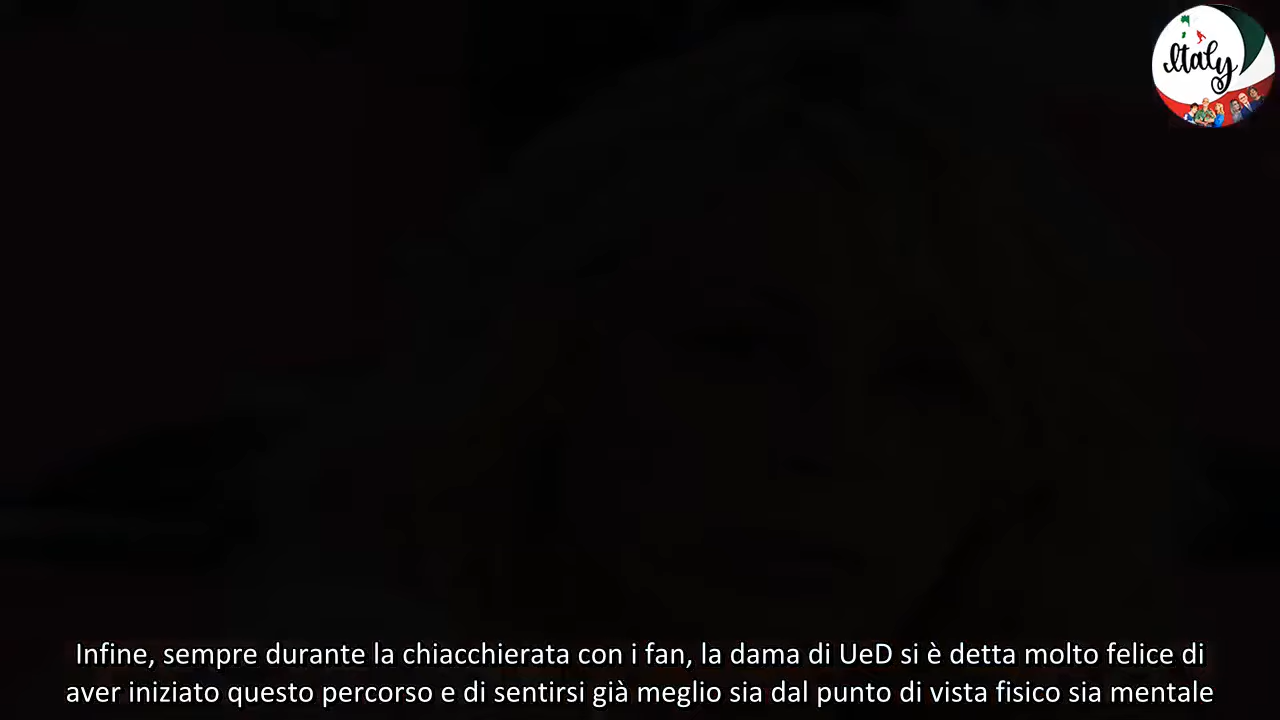 Italy
Infine, sempre durante la chiacchierata con i fan, la dama di UeD si è detta molto felice di
aver iniziato questo percorso e di sentirsi già meglio sia dal punto di vista fisico sia mentale